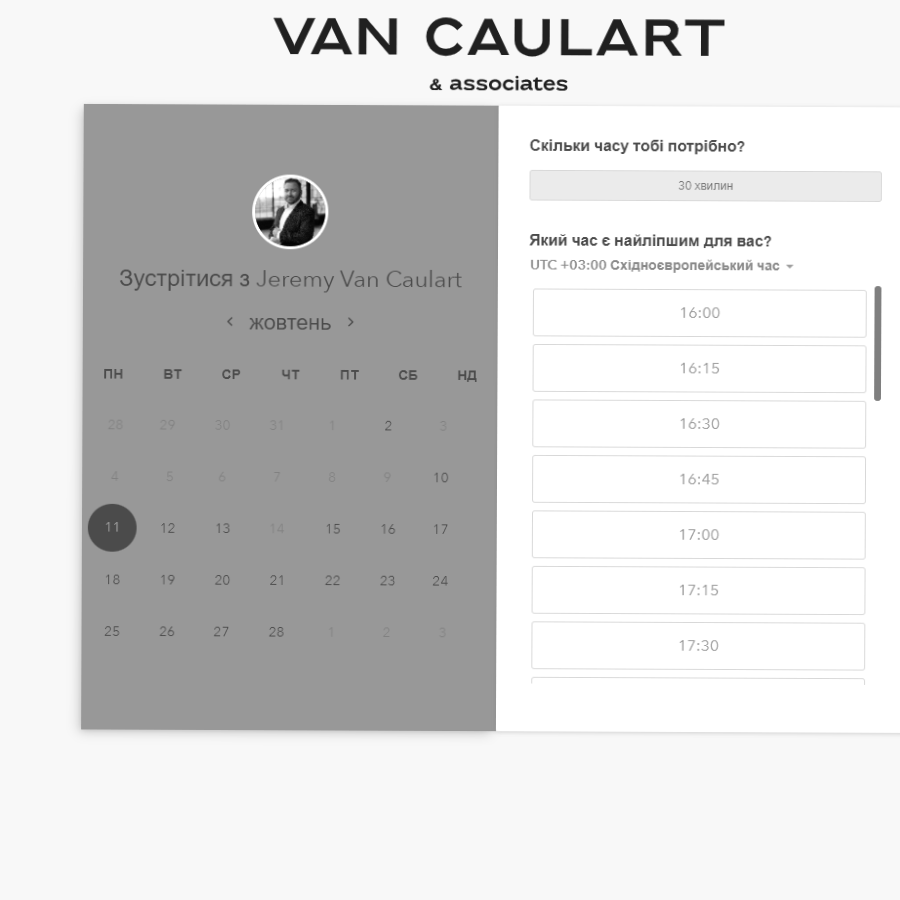 VAN CAULART
& associates
Зустрітися з Jeremy Van Caulart
жовтень
ПН ВТ СР ЧТ ПТ СБ НД
28 29 30 31 1 2 3
4 5 6 7 8 9 10
11 12 13 14 15 16 17
18 19 20 21 22 23 24
25 26 27 28 1 2 3
Скільки часу тобі потрібно?
30 хвилин
Який час є найліпшим для вас?
UTC +03:00 Східноєвропейський час
16:00
16:15
16:30
16:45
17:00
17:15
17:30